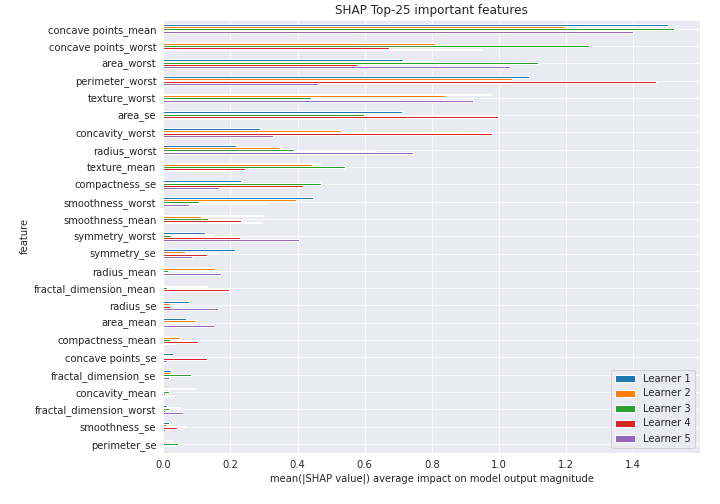 SHAP Top-25 important features
concave points_mean
concave points_worst
area_worst
perimeter_worst
texture_worst
area_se
concavity_worst
radius_worst
texture_mean
compactness_se
smoothness_worst
smoothness_mean
symmetry_worst
symmetry_se
radius_mean
fractal_dimension_mean
radius_se
area_mean
compactness_mean
concave points_se
fractal_dimension_se
concavity_mean
fractal_dimension_worst
smoothness_se
perimeter_se
feature
Learner 1
Learner 2
Learner 3
Learner 4
Learner 5
0.0 0.2 0.4 0.6 0.8 1.0 1.2 1.4
mean(|SHAP value|) average impact on model output magnitude